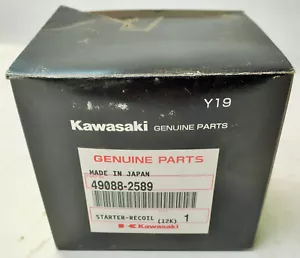 Y19
Kawasaki GENUINE PARTS
GENUINE PARTS
MADE IN JAPAN
49088-2589
STARTER-RECOIL (12K) 1
Kawasaki